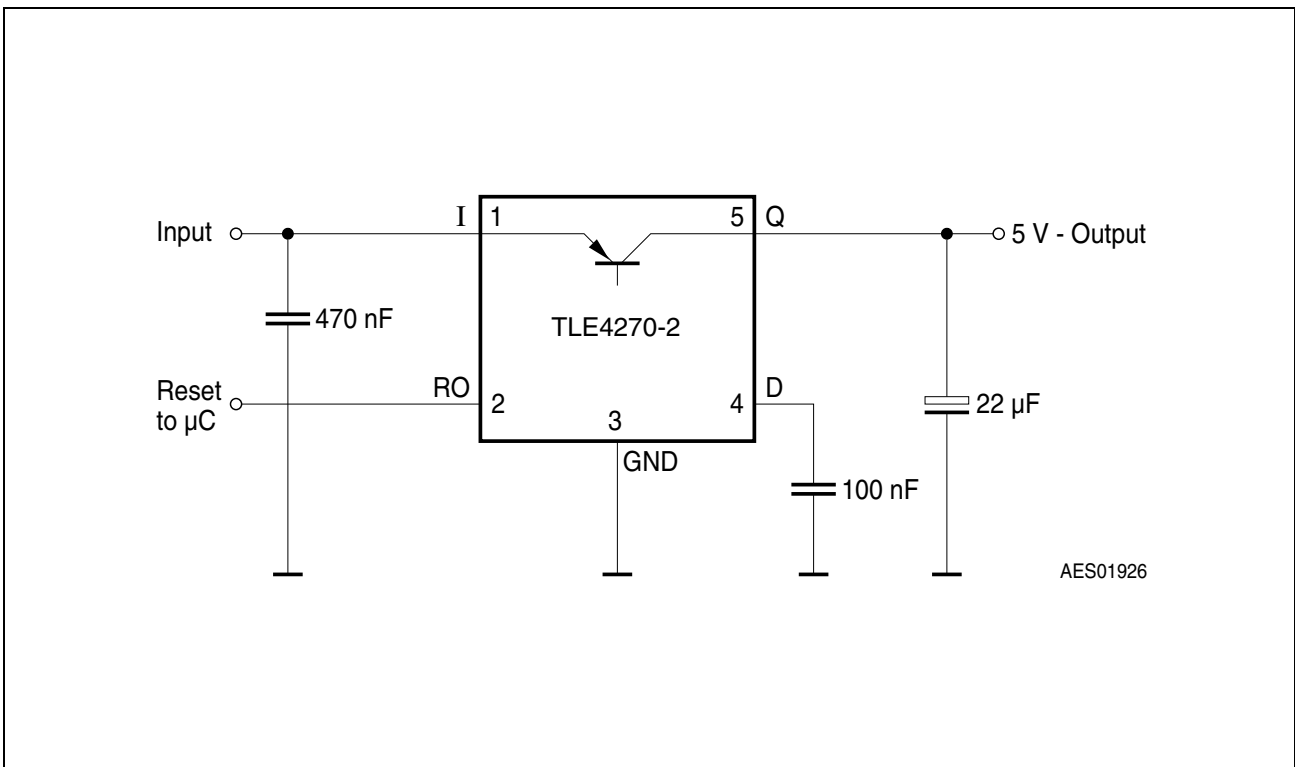 Input
I
1
5
Q
5 V - Output
470 nF
TLE4270-2
Reset
to µC
RO
2
3
GND
4
D
22 µF
100 nF
AES01926